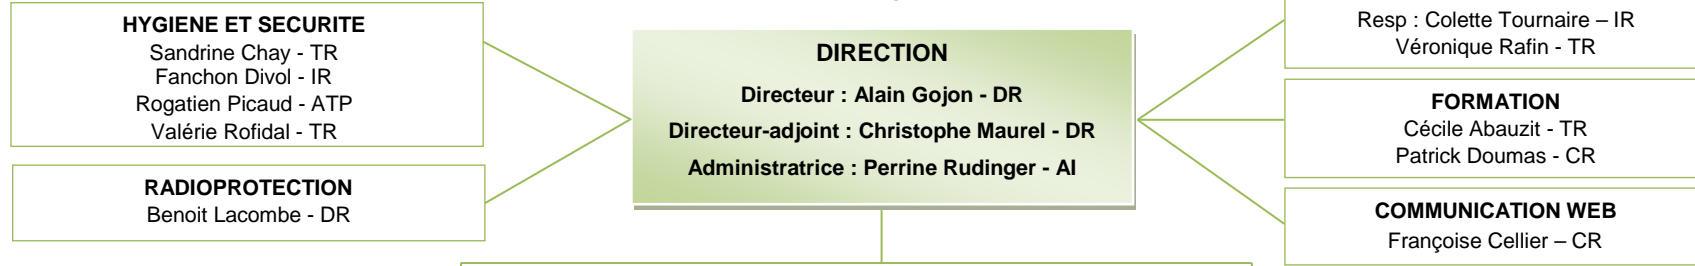 HYGIENE ET SECURITE
Sandrine Chay - TR
Fanchon Divol - IR
Rogatien Picaud - ATP
Valérie Rofidal - TR
RADIOPROTECTION
Benoit Lacombe - DR
DIRECTION
Directeur : Alain Gojon - DR
Directeur-adjoint : Christophe Maurel - DR
Administratrice : Perrine Rudinger - AI
Resp : Colette Tournaire – IR
Véronique Rafin - TR
FORMATION
Cécile Abauzit - TR
Patrick Doumas - CR
COMMUNICATION WEB
Françoise Cellier – CR